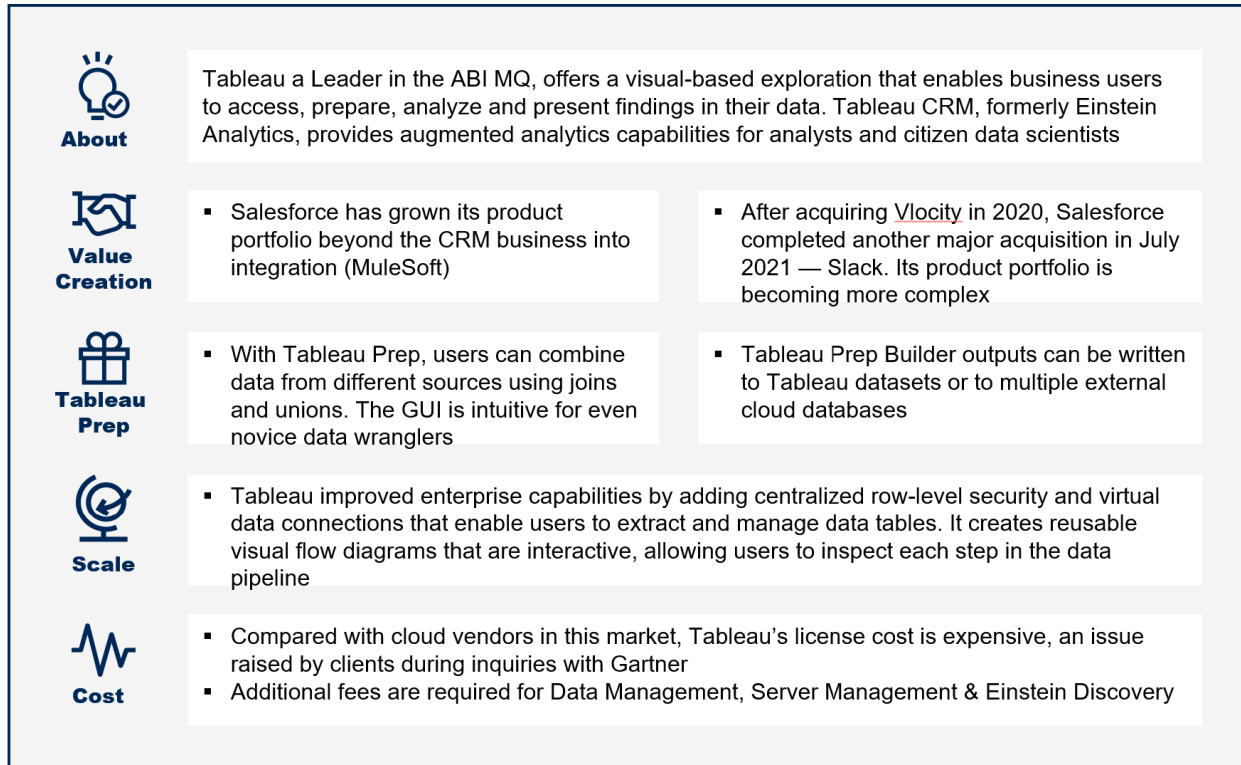 About
Tableau a Leader in the ABI MQ, offers a visual-based exploration that enables business users
to access, prepare, analyze and present findings in their data. Tableau CRM, formerly Einstein
Analytics, provides augmented analytics capabilities for analysts and citizen data scientists
Value
Creation
▪ Salesforce has grown its product
portfolio beyond the CRM business into
integration (MuleSoft)
▪ After acquiring Vlocity in 2020, Salesforce
completed another major acquisition in July
2021 — Slack. Its product portfolio is
becoming more complex
Tableau
Prep
▪ With Tableau Prep, users can combine
data from different sources using joins
and unions. The GUI is intuitive for even
novice data wranglers
▪ Tableau Prep Builder outputs can be written
to Tableau datasets or to multiple external
cloud databases
Scale
▪ Tableau improved enterprise capabilities by adding centralized row-level security and virtual
data connections that enable users to extract and manage data tables. It creates reusable
visual flow diagrams that are interactive, allowing users to inspect each step in the data
pipeline
Cost
▪ Compared with cloud vendors in this market, Tableau’s license cost is expensive, an issue
raised by clients during inquiries with Gartner
▪ Additional fees are required for Data Management, Server Management & Einstein Discovery